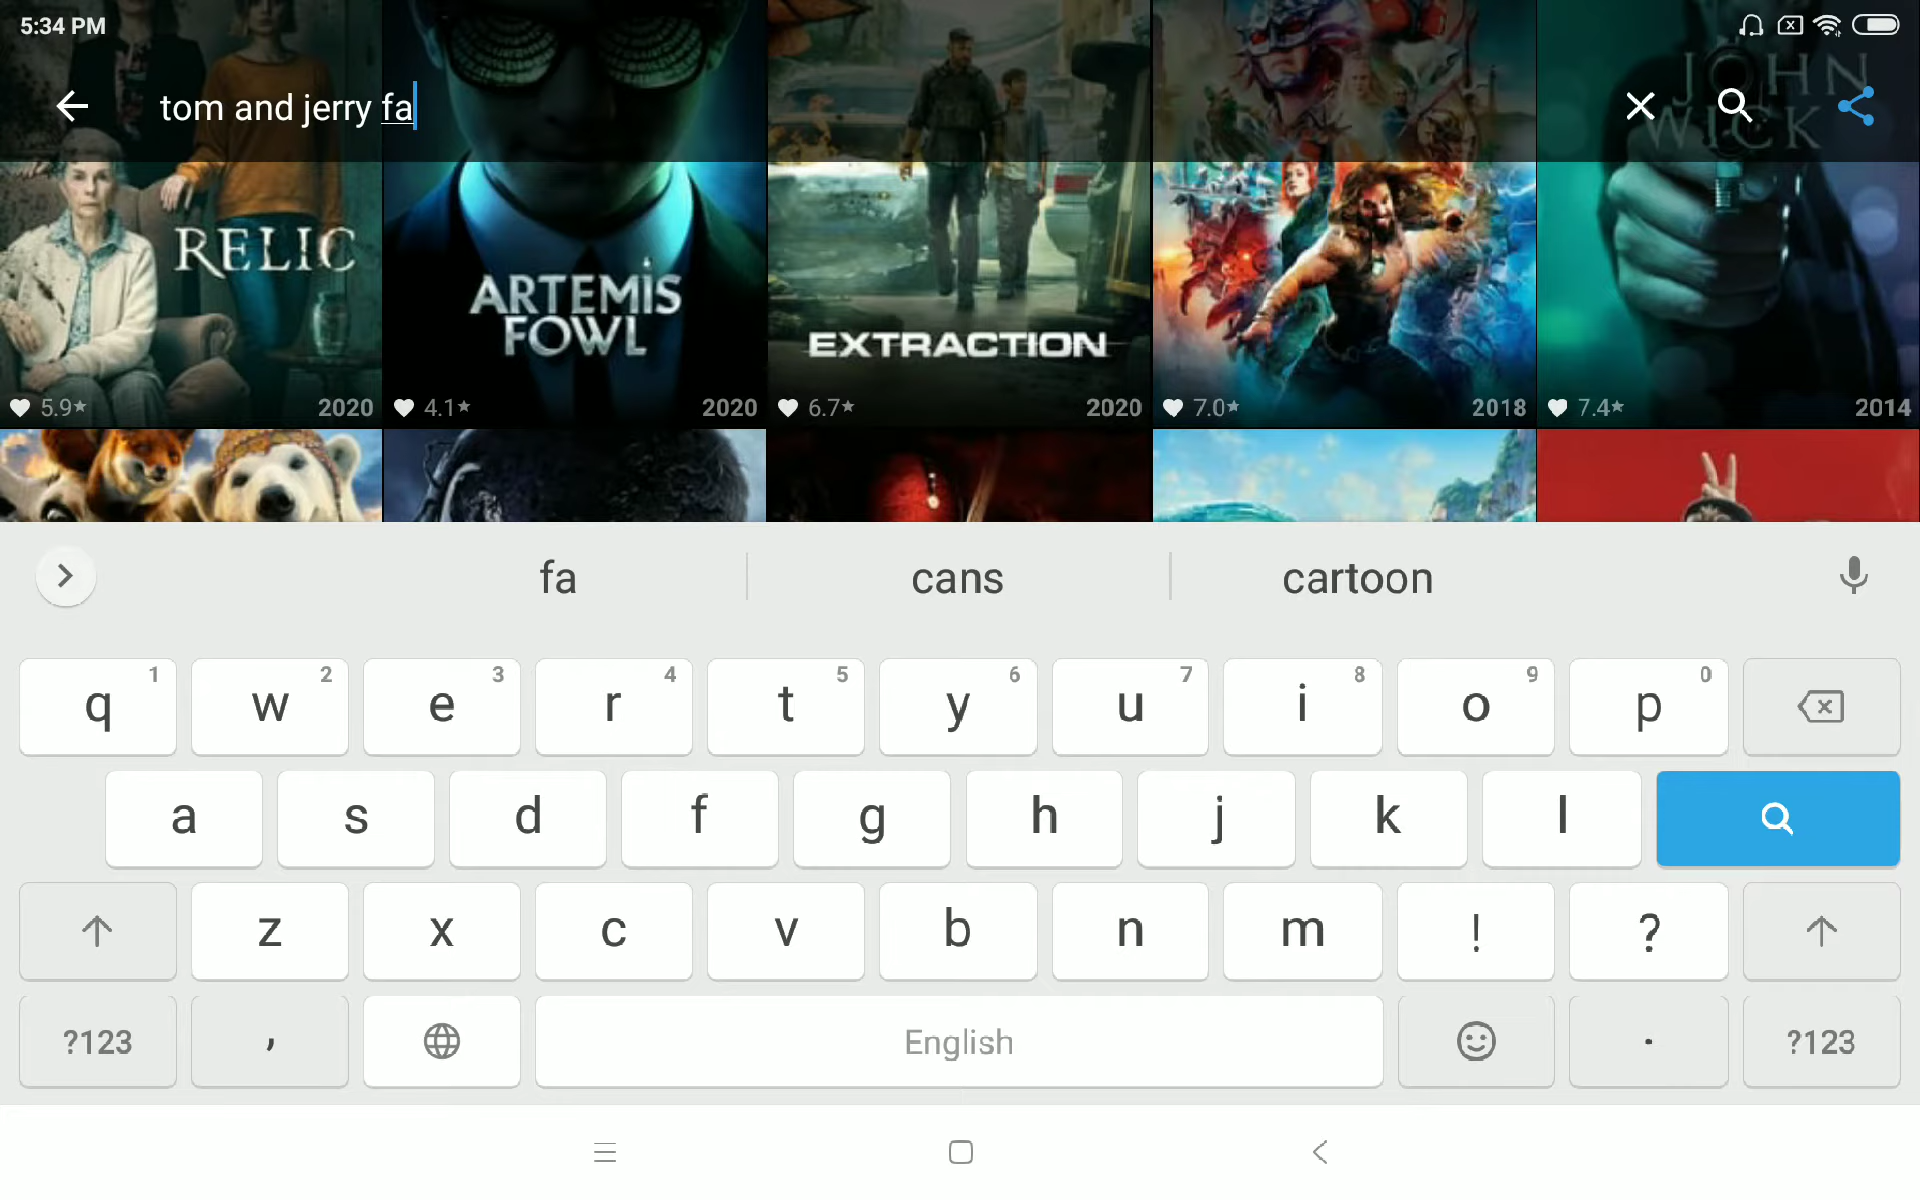 5:34 PM
tom and jerry fa
JOHN
WICK
RELIC
ARTEMIS
FOWL
EXTRACTION
5.9★ 2020
4.1★ 2020
6.7★ 2020
7.0★ 2018
7.4★ 2014
fa cans cartoon
q 1 w 2 e 3 r 4 t 5 y 6 u 7 i 8 o 9 p 0
a s d f g h j k l
z x c v b n m ! ?
?123 , English . ?123